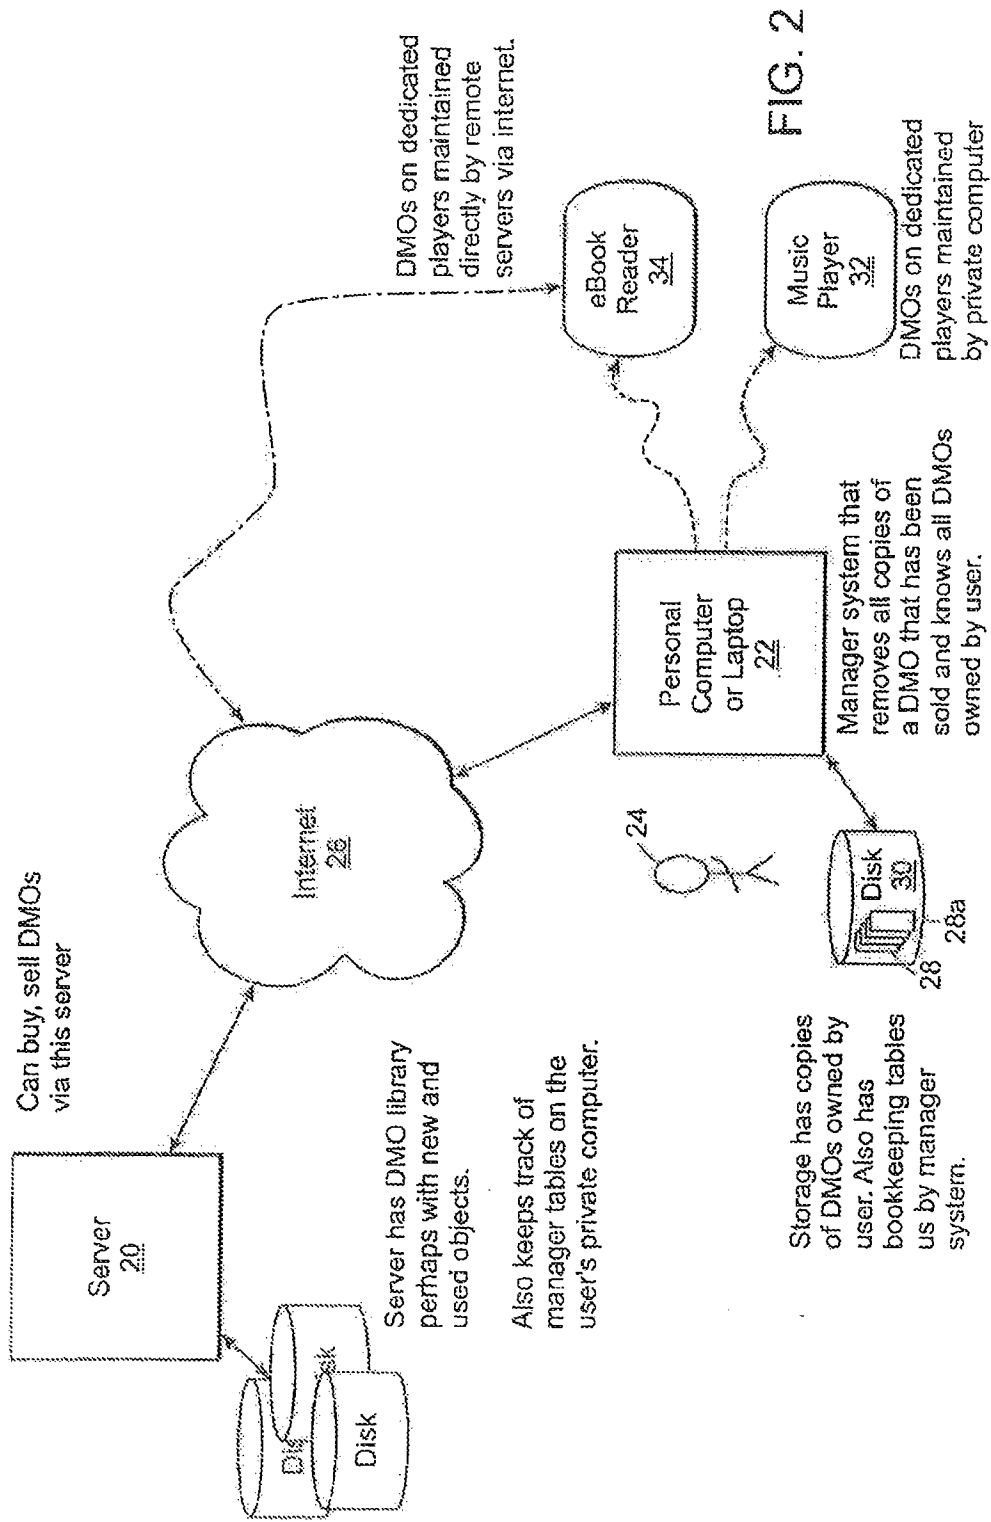 Can buy, sell DMOs
via this server
Server
20
Disk
Disk
Server has DMO library
perhaps with new and
used objects.
Also keeps track of
manager tables on the
user's private computer.
Internet
26
DMOs on dedicated
players maintained
directly by remote
servers via internet.
eBook
Reader
34
Music
Player
32
DMOs on dedicated
players maintained
by private computer
Personal
Computer
or Laptop
22
Manager system that
removes all copies of
a DMO that has been
sold and knows all DMOs
owned by user.
24
Disk
30
28
28a
Storage has copies
of DMOs owned by
user. Also has
bookkeeping tables
us by manager
system.
FIG. 2